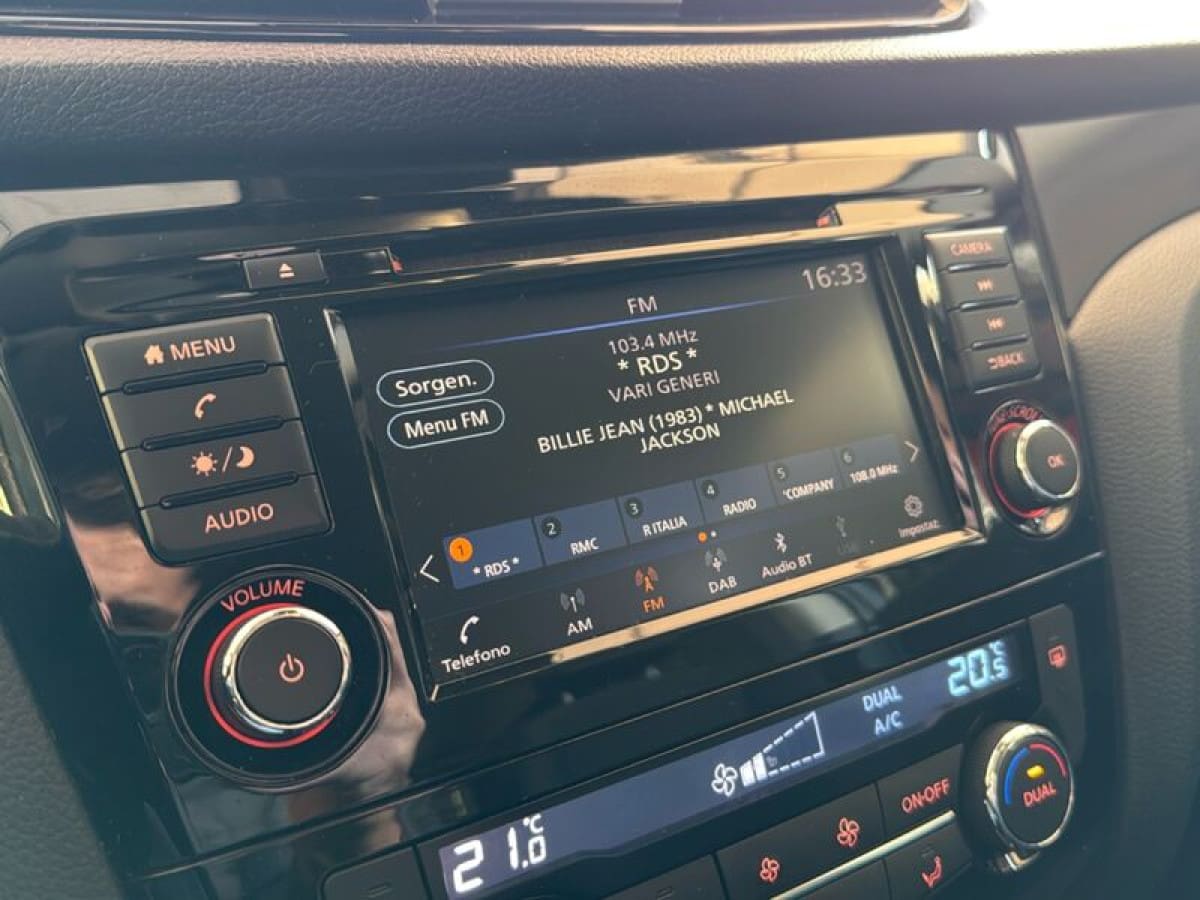 CAMERA
16:33
FM
103.4 MHz
* RDS *
VARI GENERI
BILLIE JEAN (1983) * MICHAEL
JACKSON
Sorgen.
Menu FM
MENU
AUDIO
BACK
OK
VOLUME
1 * RDS *
2 RMC
3 R ITALIA
4 RADIO
5 'COMPANY
6 108.0 MHz
Telefono
AM
FM
DAB
Audio BT
USB
Impostaz.
21.0 °C
DUAL
A/C
20.5 °C
ON·OFF
DUAL